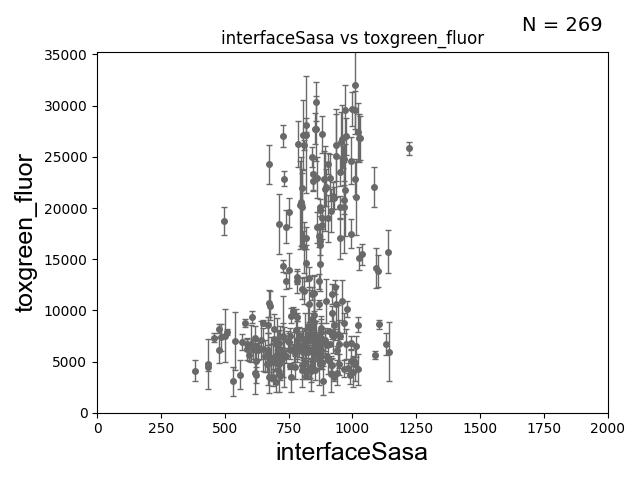 N = 269
interfaceSasa vs toxgreen_fluor
35000
30000
25000
20000
15000
10000
5000
0
toxgreen_fluor
0 250 500 750 1000 1250 1500 1750 2000
interfaceSasa